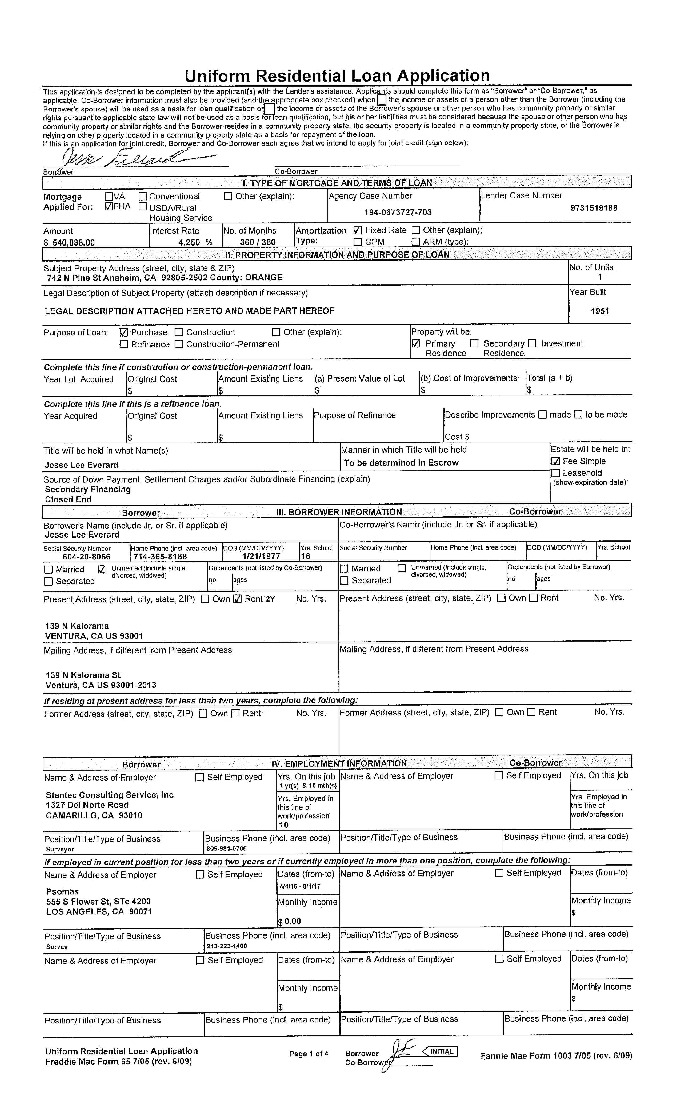 Uniform Residential Loan Application
This application is designed to be completed by the applicant(s) with the Lender's assistance. Applicants should complete this form as "Borrower" or "Co-Borrower," as
applicable. Co-Borrower information must also be provided (and the appropriate box checked) when the income or assets of a person other than the Borrower (including the
Borrower's spouse) will be used as a basis for loan qualification or the income or assets of the Borrower's spouse or other person who has community property or similar
rights pursuant to applicable state law will not be used as a basis for loan qualification, but his or her liabilities must be considered because the spouse or other person who has
community property or similar rights and the Borrower resides in a community property state, the security property is located in a community property state, or the Borrower is
relying on other property located in a community property state as a basis for repayment of the loan.
If this is an application for joint credit, Borrower and Co-Borrower each agree that we intend to apply for joint credit (sign below):
Borrower Co-Borrower
I. TYPE OF MORTGAGE AND TERMS OF LOAN
Mortgage Applied For: VA Conventional Other (explain): Agency Case Number Lender Case Number
FHA USDA/Rural Housing Service 9731519188
Amount Interest Rate No. of Months Amortization Type: Fixed Rate Other (explain):
360 / 360 GPM ARM (type):
II. PROPERTY INFORMATION AND PURPOSE OF LOAN
Subject Property Address (street, city, state & ZIP) No. of Units
742 N Pine St Anaheim, CA 92805-2502 County: ORANGE 1
Legal Description of Subject Property (attach description if necessary) Year Built
LEGAL DESCRIPTION ATTACHED HERETO AND MADE PART HEREOF 1951
Purpose of Loan Purchase Construction Other (explain): Property will be:
Refinance Construction-Permanent Primary Residence Secondary Residence Investment
Complete this line if construction or construction-permanent loan.
Year Lot Acquired Original Cost Amount Existing Liens (a) Present Value of Lot (b) Cost of Improvements Total (a + b)
$ $ $ $ $
Complete this line if this is a refinance loan.
Year Acquired Original Cost Amount Existing Liens Purpose of Refinance Describe Improvements made to be made
$ $ Cost $
Title will be held in what Name(s) Manner in which Title will be held Estate will be held in:
Jesse Lee Everard To be determined in Escrow Fee Simple
Source of Down Payment, Settlement Charges and/or Subordinate Financing (explain) Leasehold (show expiration date)
Secondary Financing
Closed End
Borrower III. BORROWER INFORMATION Co-Borrower
Borrower's Name (include Jr. or Sr. if applicable) Co-Borrower's Name (include Jr. or Sr. if applicable)
Jesse Lee Everard
Social Security Number Home Phone (incl. area code) DOB (MM/DD/YYYY) Yrs. School Social Security Number Home Phone (incl. area code) DOB (MM/DD/YYYY) Yrs. School
1/21/1977 16
Married Unmarried (include single, divorced, widowed) Dependents (not listed by Co-Borrower) Married Unmarried (include single, divorced, widowed) Dependents (not listed by Borrower)
Separated no ages Separated no ages
Present Address (street, city, state, ZIP) Own Rent 2Y No. Yrs. Present Address (street, city, state, ZIP) Own Rent No. Yrs.
139 N Kalorama
VENTURA, CA US 93001
Mailing Address, if different from Present Address Mailing Address, if different from Present Address
139 N Kalorama St
Ventura, CA US 93001-2513
If residing at present address for less than two years, complete the following:
Former Address (street, city, state, ZIP) Own Rent No. Yrs. Former Address (street, city, state, ZIP) Own Rent No. Yrs.
Borrower IV. EMPLOYMENT INFORMATION Co-Borrower
Name & Address of Employer Self Employed Yrs. On this job Name & Address of Employer Self Employed Yrs. On this job
Stantec Consulting Service, Inc
1327 Del Norte Road Yrs. Employed in this line of work/profession Yrs. Employed in this line of work/profession
CAMARILLO, CA 93010
Position/Title/Type of Business Business Phone (incl. area code) Position/Title/Type of Business Business Phone (incl. area code)
Surveyor
If employed in current position for less than two years or if currently employed in more than one position, complete the following:
Name & Address of Employer Self Employed Dates (from-to) Name & Address of Employer Self Employed Dates (from-to)
Psomas
555 S Flower St, STe 4200 Monthly Income Monthly Income
LOS ANGELES, CA 90071 $ 0.00 $
Position/Title/Type of Business Business Phone (incl. area code) Position/Title/Type of Business Business Phone (incl. area code)
Name & Address of Employer Self Employed Dates (from-to) Name & Address of Employer Self Employed Dates (from-to)
Monthly Income Monthly Income
$ $
Position/Title/Type of Business Business Phone (incl. area code) Position/Title/Type of Business Business Phone (incl. area code)
Uniform Residential Loan Application Page 1 of 4 Borrower INITIAL Fannie Mae Form 1003 7/05 (rev. 6/09)
Freddie Mac Form 65 7/05 (rev. 6/09) Co-Borrower